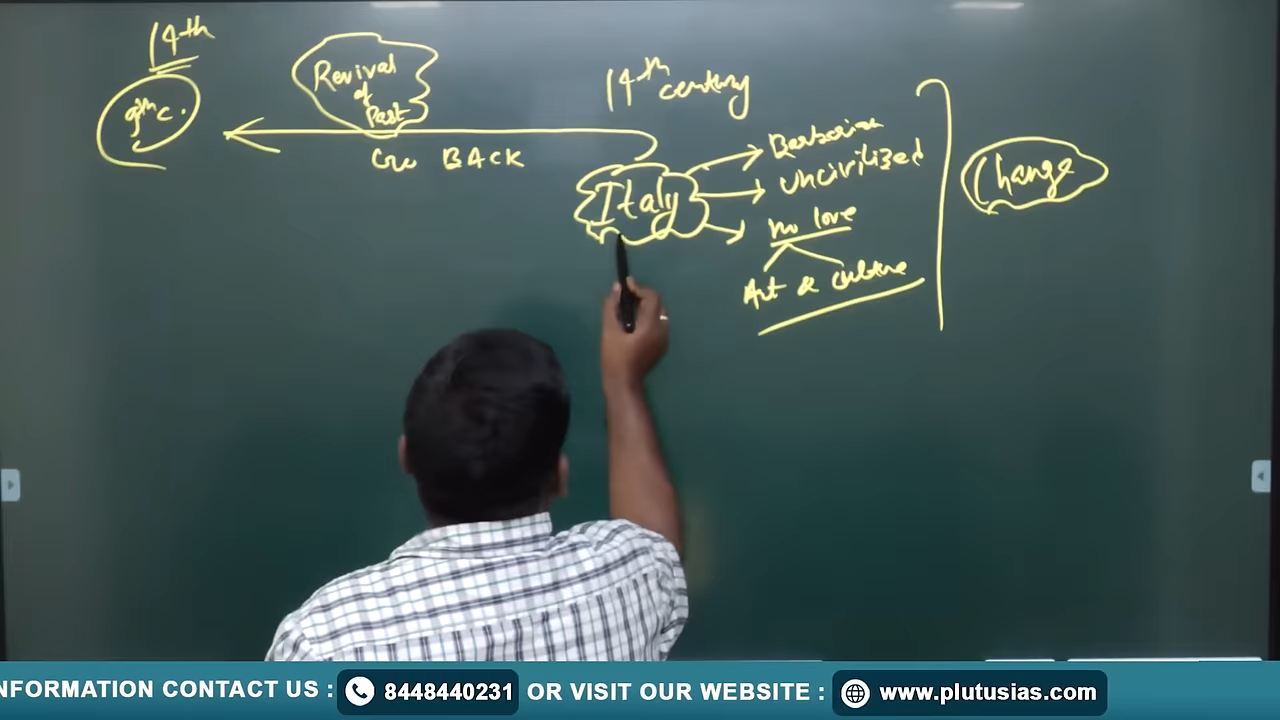 14th
9th c.
Revival
of
Past
Go BACK
14th century
Italy
Barbarian
Uncivilized
No love
Art & culture
Change
NFORMATION CONTACT US : 8448440231 OR VISIT OUR WEBSITE : www.plutusias.com